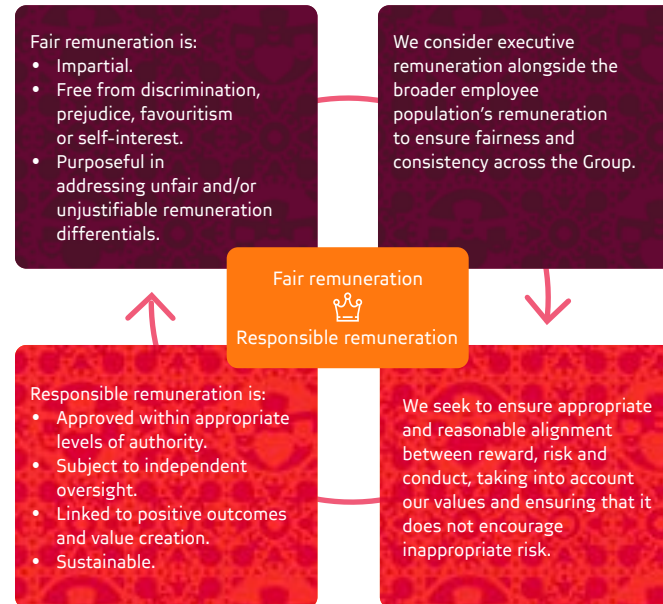 Fair remuneration is:
• Impartial.
• Free from discrimination,
prejudice, favouritism
or self-interest.
• Purposeful in
addressing unfair and/or
unjustifiable remuneration
differentials.
We consider executive
remuneration alongside the
broader employee
population’s remuneration
to ensure fairness and
consistency across the Group.
Fair remuneration
Responsible remuneration
Responsible remuneration is:
• Approved within appropriate
levels of authority.
• Subject to independent
oversight.
• Linked to positive outcomes
and value creation.
• Sustainable.
We seek to ensure appropriate
and reasonable alignment
between reward, risk and
conduct, taking into account
our values and ensuring that it
does not encourage
inappropriate risk.